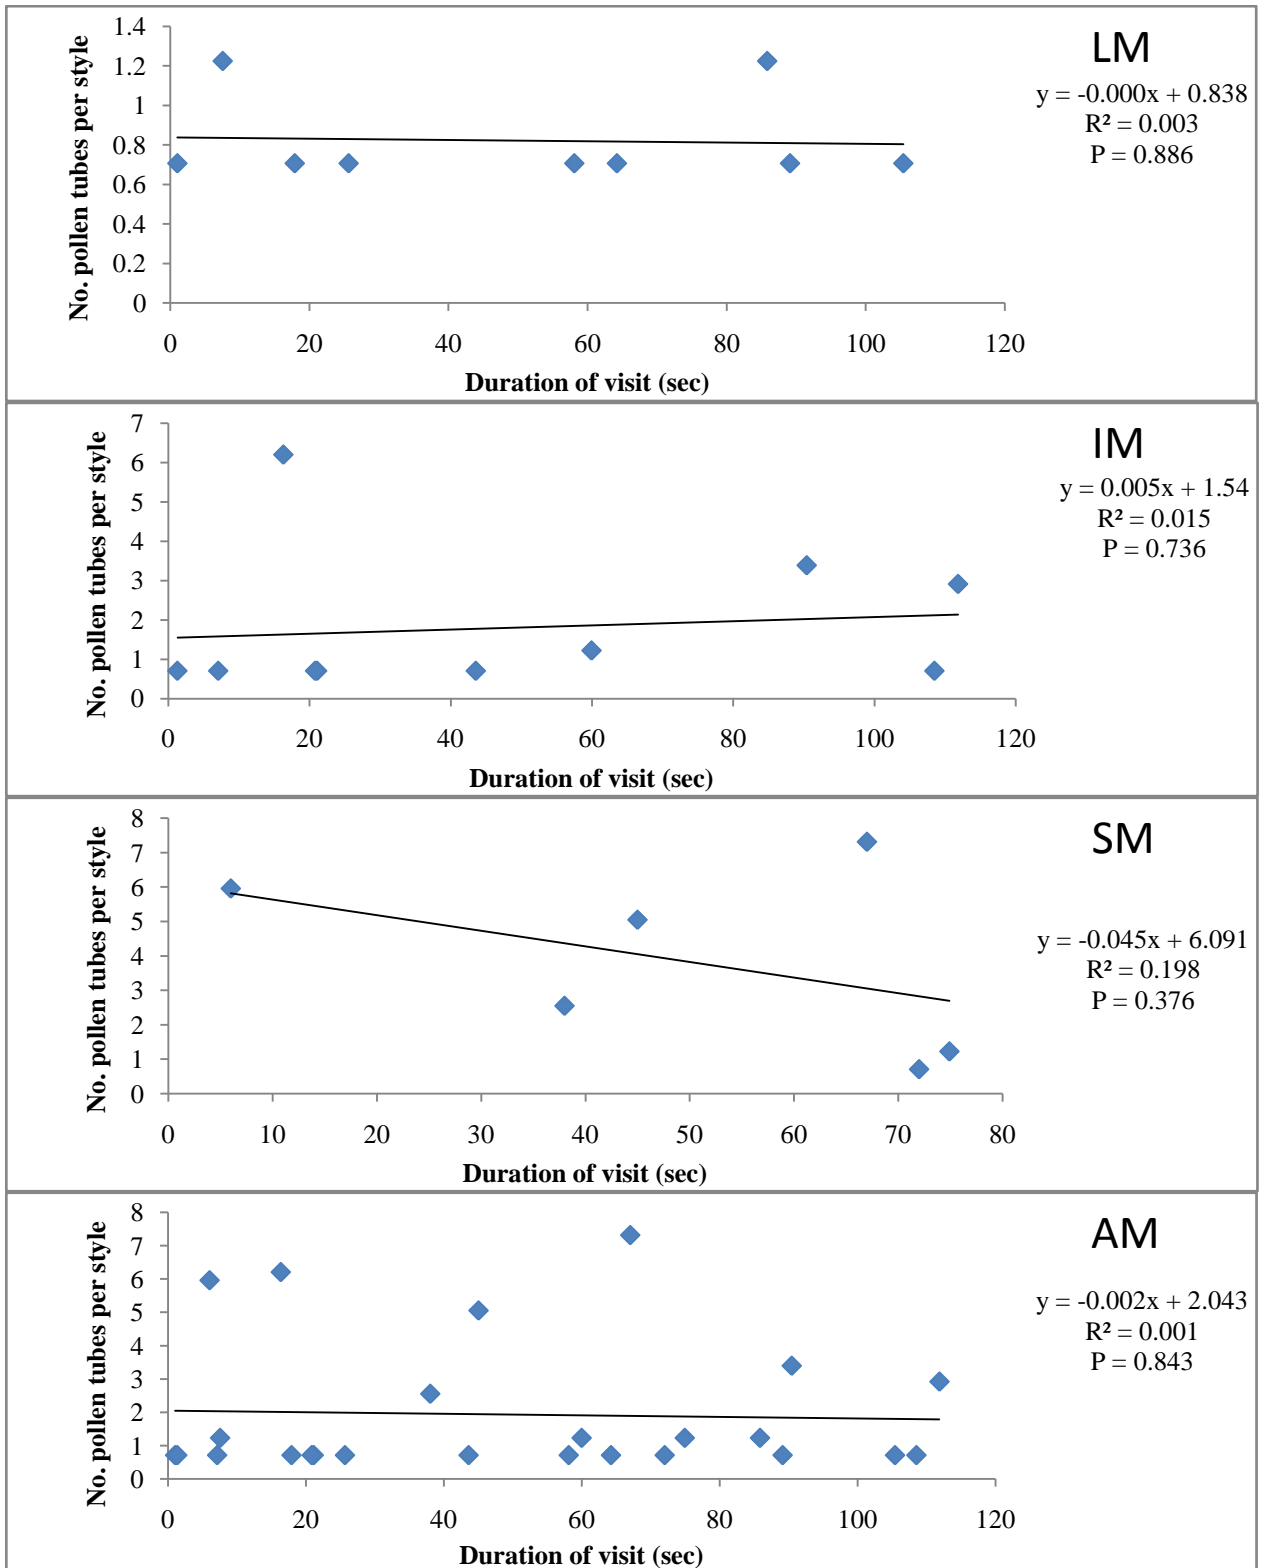 LM
y = -0.000x + 0.838
R² = 0.003
P = 0.886
No. pollen tubes per style
1.4
1.2
1
0.8
0.6
0.4
0.2
0
0 20 40 60 80 100 120
Duration of visit (sec)
IM
y = 0.005x + 1.54
R² = 0.015
P = 0.736
No. pollen tubes per style
7
6
5
4
3
2
1
0
0 20 40 60 80 100 120
Duration of visit (sec)
SM
y = -0.045x + 6.091
R² = 0.198
P = 0.376
No. pollen tubes per style
8
7
6
5
4
3
2
1
0
0 10 20 30 40 50 60 70 80
Duration of visit (sec)
AM
y = -0.002x + 2.043
R² = 0.001
P = 0.843
No. pollen tubes per style
8
7
6
5
4
3
2
1
0
0 20 40 60 80 100 120
Duration of visit (sec)